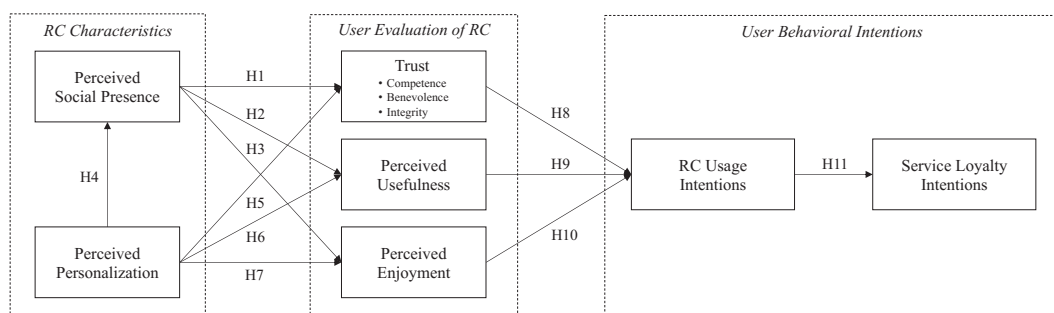 RC Characteristics
User Evaluation of RC
User Behavioral Intentions
Perceived
Social Presence
H1
H2
H3
H4
H5
H6
H7
Perceived
Personalization
Trust
• Competence
• Benevolence
• Integrity
Perceived
Usefulness
Perceived
Enjoyment
H8
H9
H10
RC Usage
Intentions
H11
Service Loyalty
Intentions